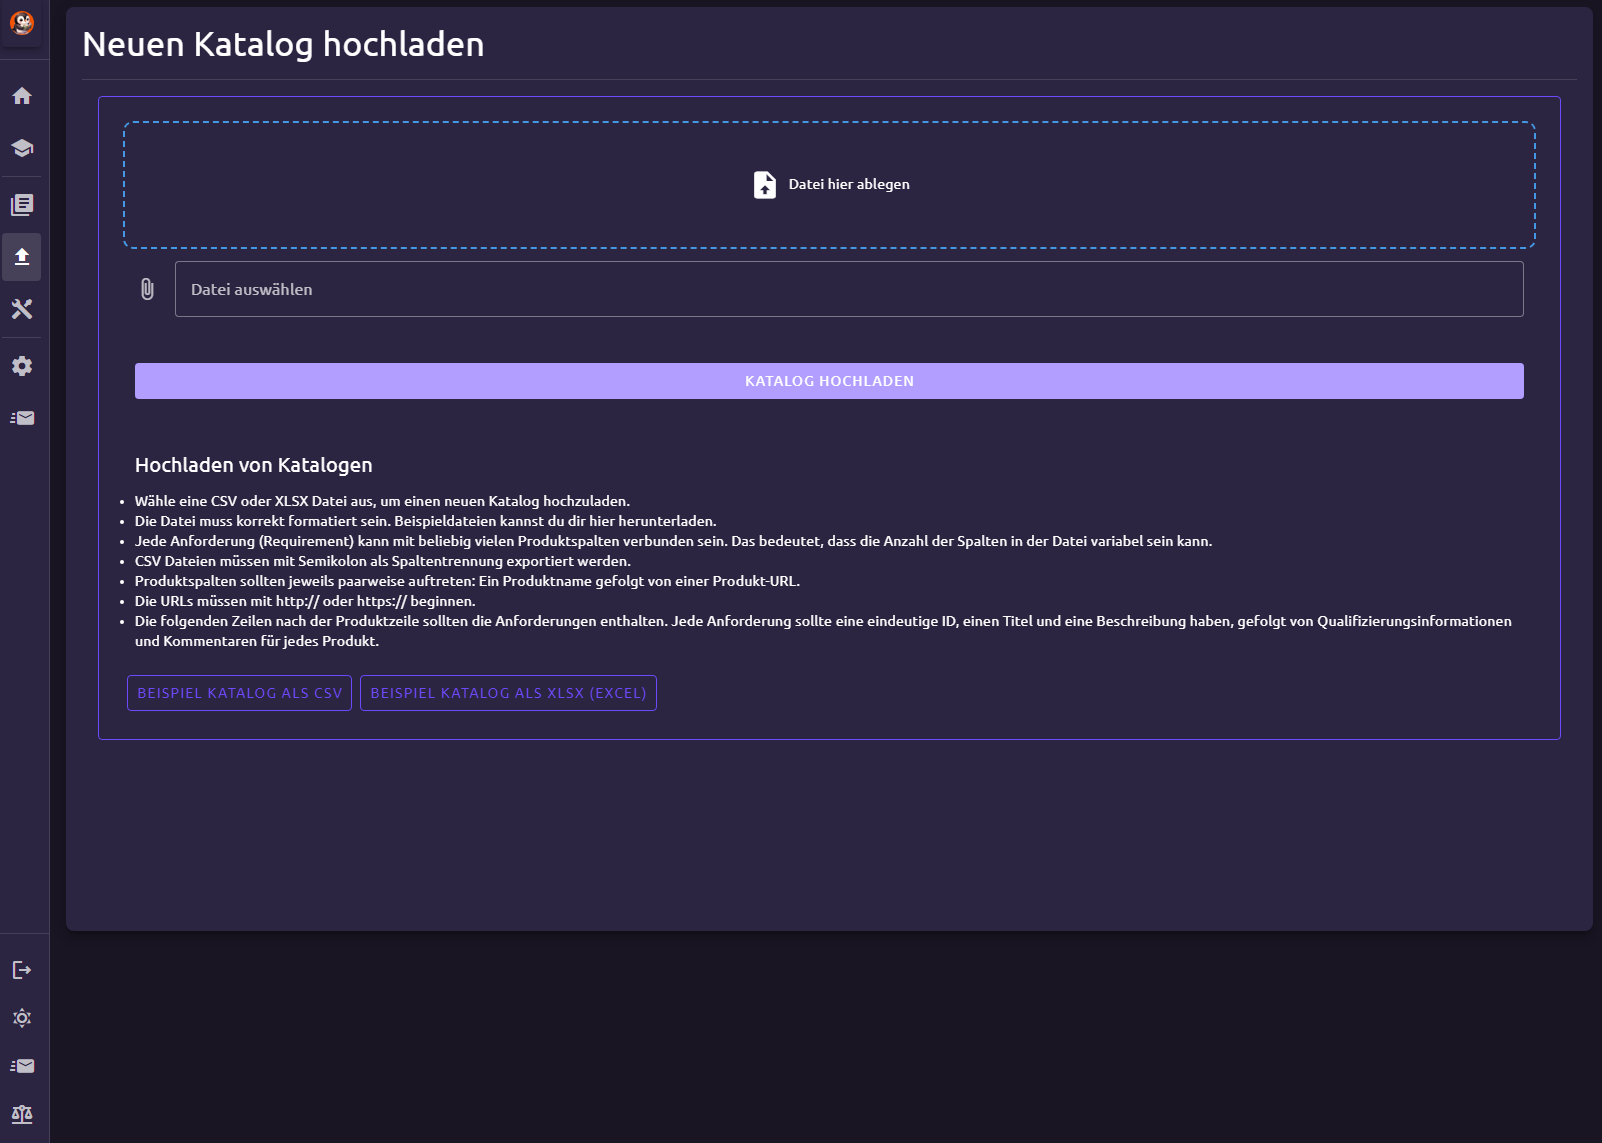 Neuen Katalog hochladen
Datei hier ablegen
Datei auswählen
KATALOG HOCHLADEN
Hochladen von Katalogen
• Wähle eine CSV oder XLSX Datei aus, um einen neuen Katalog hochzuladen.
• Die Datei muss korrekt formatiert sein. Beispieldateien kannst du dir hier herunterladen.
• Jede Anforderung (Requirement) kann mit beliebig vielen Produktspalten verbunden sein. Das bedeutet, dass die Anzahl der Spalten in der Datei variabel sein kann.
• CSV Dateien müssen mit Semikolon als Spaltentrennung exportiert werden.
• Produktspalten sollten jeweils paarweise auftreten: Ein Produktname gefolgt von einer Produkt-URL.
• Die URLs müssen mit http:// oder https:// beginnen.
• Die folgenden Zeilen nach der Produktzeile sollten die Anforderungen enthalten. Jede Anforderung sollte eine eindeutige ID, einen Titel und eine Beschreibung haben, gefolgt von Qualifizierungsinformationen
und Kommentaren für jedes Produkt.
BEISPIEL KATALOG ALS CSV
BEISPIEL KATALOG ALS XLSX (EXCEL)